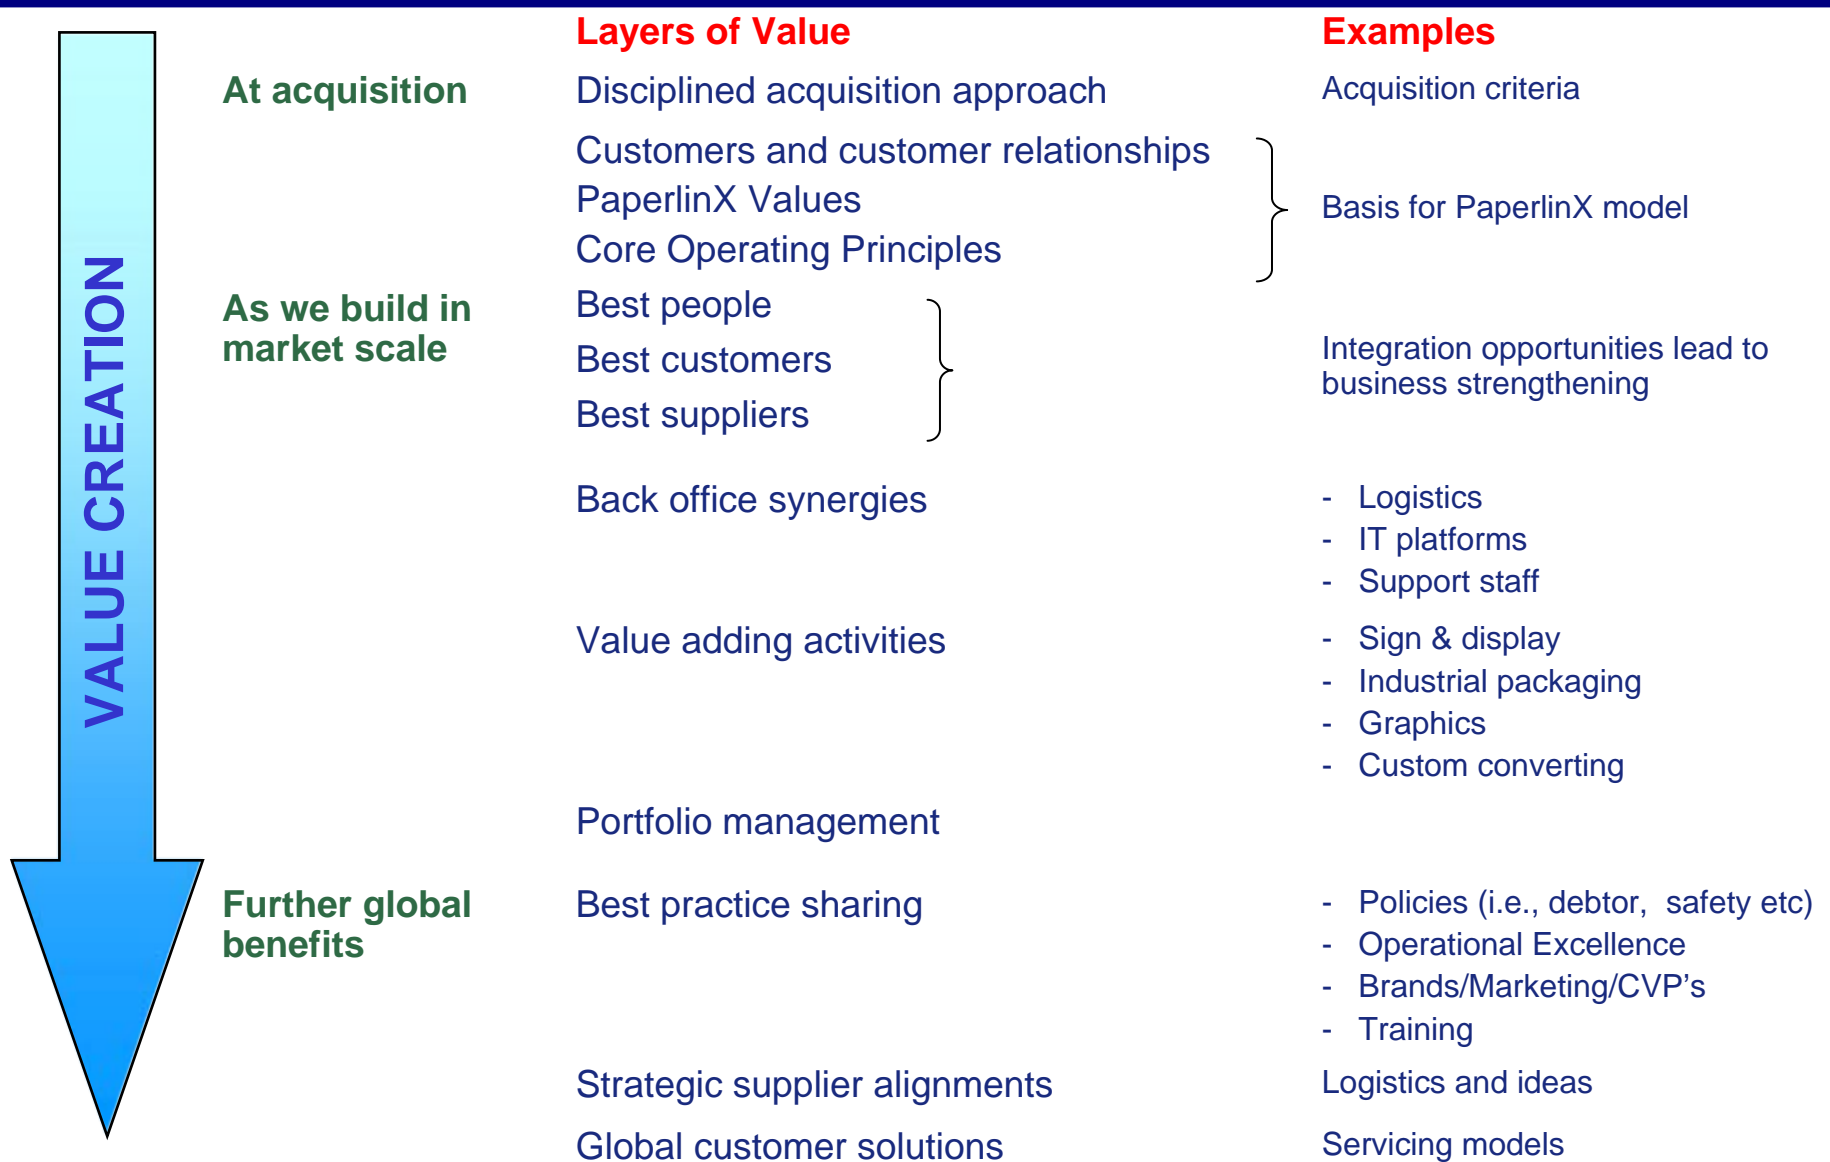 Layers of Value
Examples
At acquisition
Disciplined acquisition approach
Acquisition criteria
Customers and customer relationships
PaperlinX Values
Core Operating Principles
Basis for PaperlinX model
VALUE CREATION
As we build in
market scale
Best people
Best customers
Best suppliers
Integration opportunities lead to
business strengthening
Back office synergies
- Logistics
- IT platforms
- Support staff
Value adding activities
- Sign & display
- Industrial packaging
- Graphics
- Custom converting
Portfolio management
Further global
benefits
Best practice sharing
- Policies (i.e., debtor,  safety etc)
- Operational Excellence
- Brands/Marketing/CVP’s
- Training
Strategic supplier alignments
Logistics and ideas
Global customer solutions
Servicing models